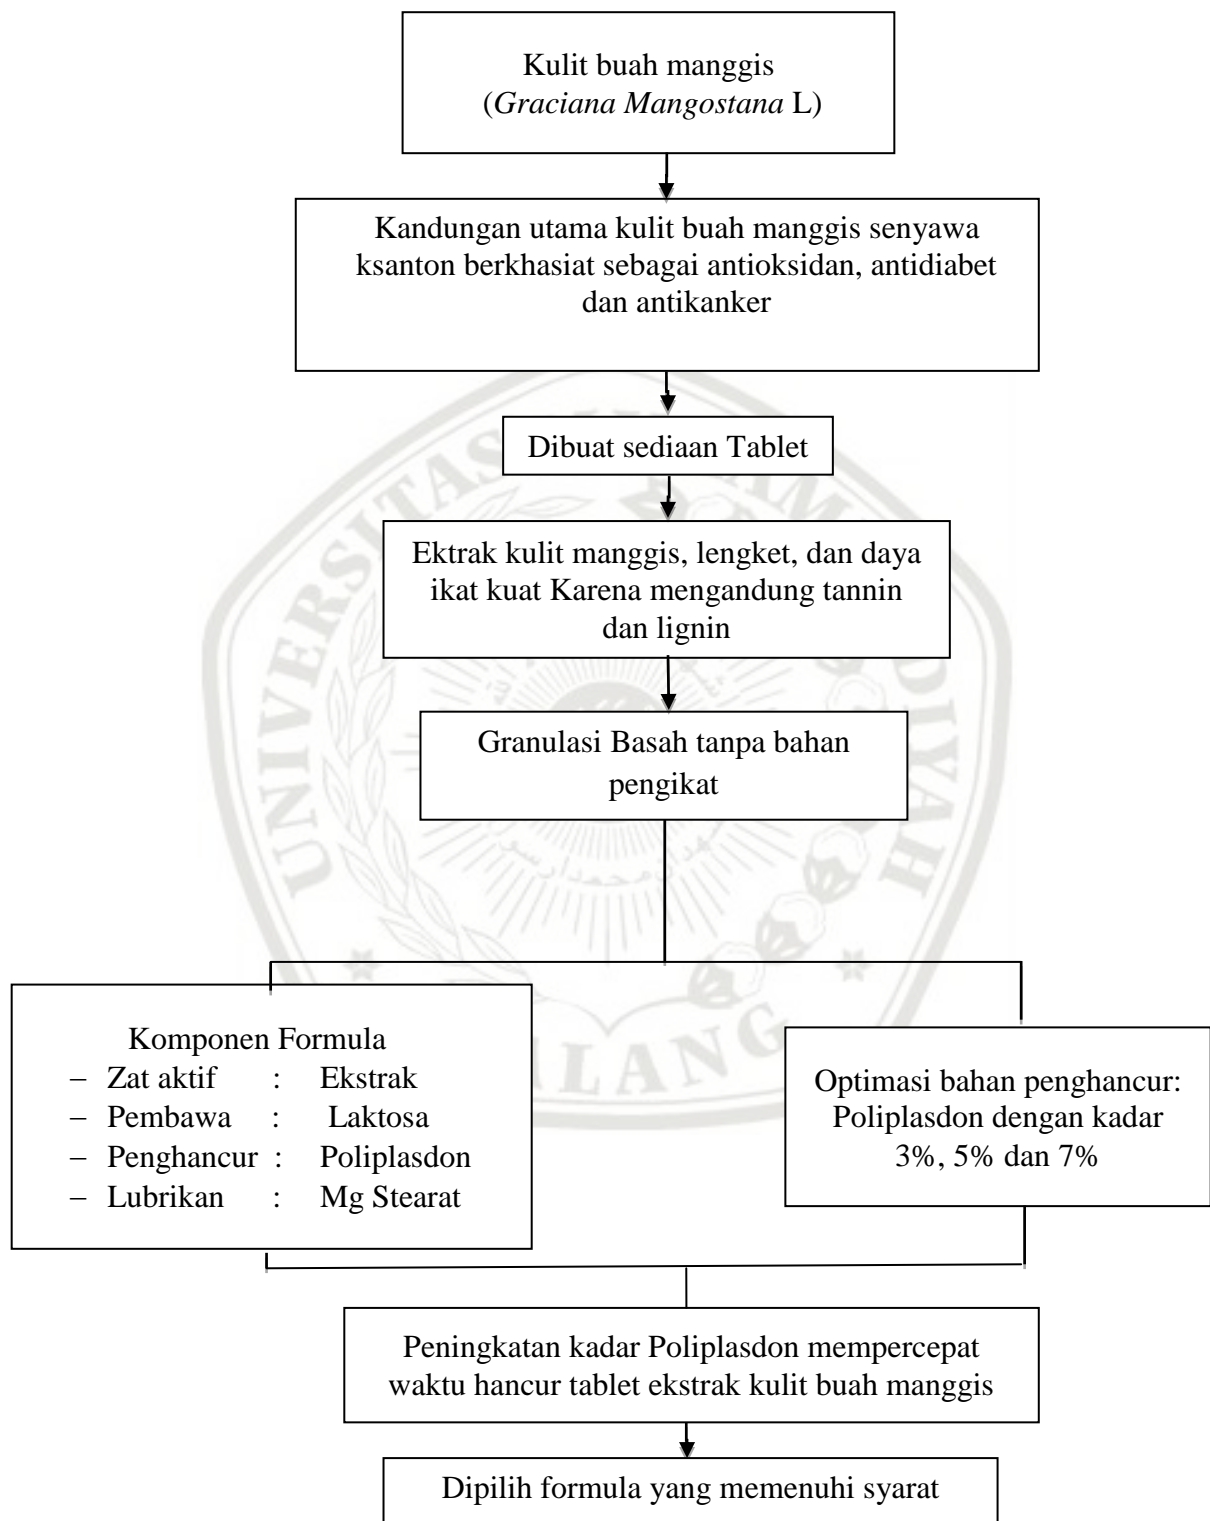 Kulit buah manggis
(Graciana Mangostana L)
Kandungan utama kulit buah manggis senyawa
ksanton berkhasiat sebagai antioksidan, antidiabet
dan antikanker
Dibuat sediaan Tablet
Ektrak kulit manggis, lengket, dan daya
ikat kuat Karena mengandung tannin
dan lignin
Granulasi Basah tanpa bahan
pengikat
Komponen Formula
– Zat aktif : Ekstrak
– Pembawa : Laktosa
– Penghancur : Poliplasdon
– Lubrikan : Mg Stearat
Optimasi bahan penghancur:
Poliplasdon dengan kadar
3%, 5% dan 7%
Peningkatan kadar Poliplasdon mempercepat
waktu hancur tablet ekstrak kulit buah manggis
Dipilih formula yang memenuhi syarat